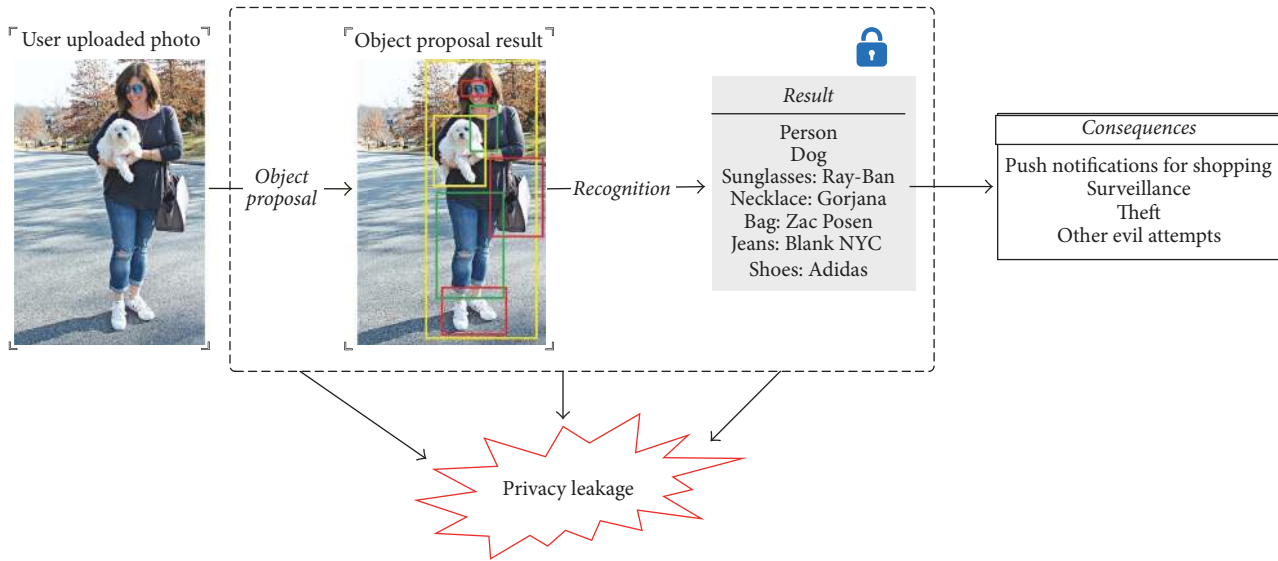 User uploaded photo
Object proposal result
Object
proposal
Recognition
Result
Person
Dog
Sunglasses: Ray-Ban
Necklace: Gorjana
Bag: Zac Posen
Jeans: Blank NYC
Shoes: Adidas
Consequences
Push notifications for shopping
Surveillance
Theft
Other evil attempts
Privacy leakage